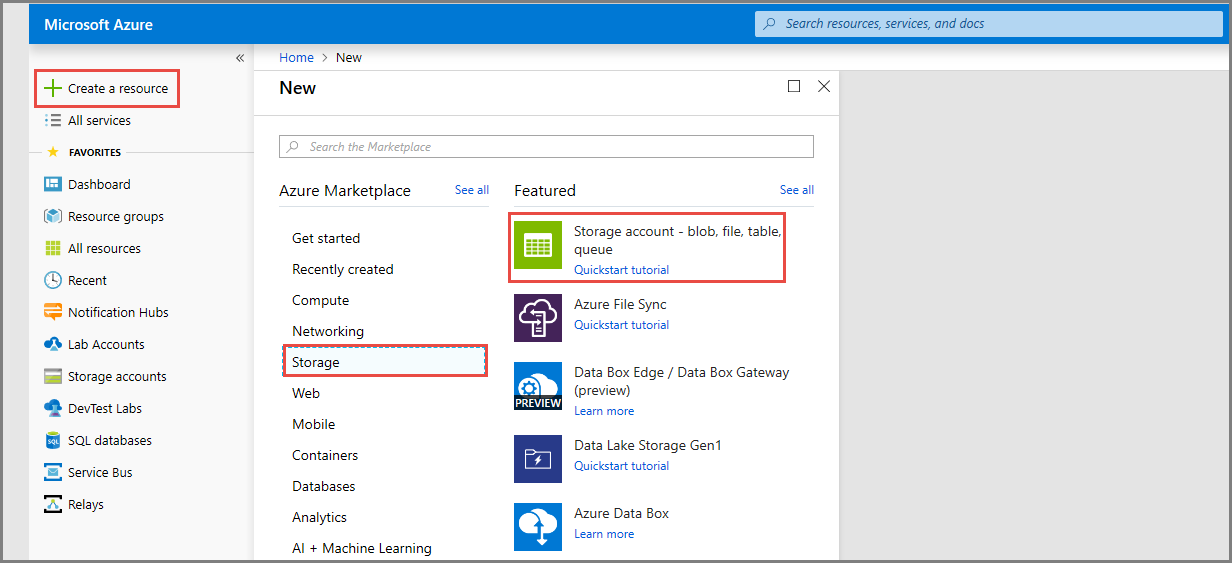 Microsoft Azure
Search resources, services, and docs
«
Create a resource
All services
FAVORITES
Dashboard
Resource groups
All resources
Recent
Notification Hubs
Lab Accounts
Storage accounts
DevTest Labs
SQL databases
Service Bus
Relays
Home > New
New
Search the Marketplace
Azure Marketplace
See all
Get started
Recently created
Compute
Networking
Storage
Web
Mobile
Containers
Databases
Analytics
AI + Machine Learning
Featured
See all
Storage account - blob, file, table,
queue
Quickstart tutorial
Azure File Sync
Quickstart tutorial
PREVIEW
Data Box Edge / Data Box Gateway
(preview)
Learn more
Data Lake Storage Gen1
Quickstart tutorial
Azure Data Box
Learn more
SQL